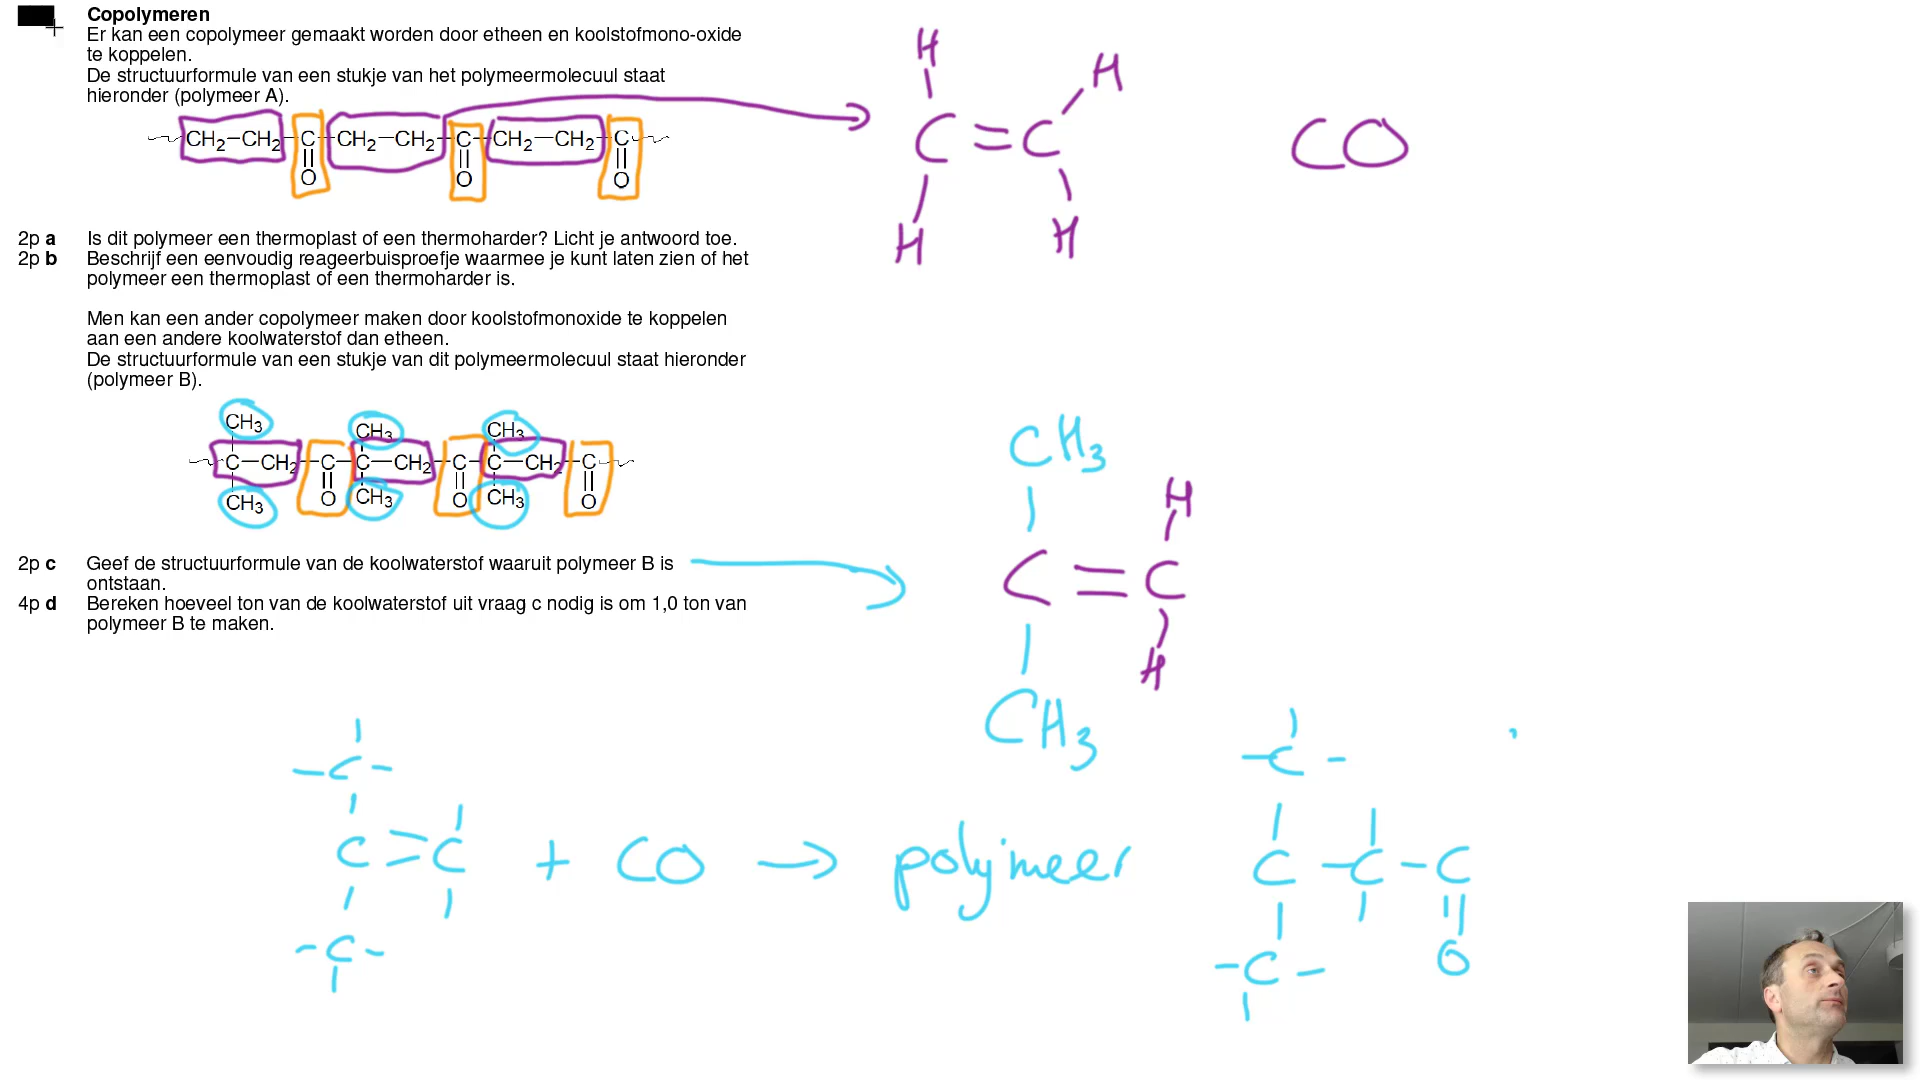 Copolymeren
Er kan een copolymeer gemaakt worden door etheen en koolstofmono-oxide
te koppelen.
De structuurformule van een stukje van het polymeermolecuul staat
hieronder (polymeer A).
CH2 CH2 C CH2 CH2 C CH2 CH2 C
O O O
H
H
C = C
H
H
CO
2p a Is dit polymeer een thermoplast of een thermoharder? Licht je antwoord toe.
2p b Beschrijf een eenvoudig reageerbuisproefje waarmee je kunt laten zien of het
polymeer een thermoplast of een thermoharder is.
Men kan een ander copolymeer maken door koolstofmonoxide te koppelen
aan een andere koolwaterstof dan etheen.
De structuurformule van een stukje van dit polymeermolecuul staat hieronder
(polymeer B).
CH3 CH3 CH3
C CH2 C C CH2 C C CH2 C
CH3 O CH3 O CH3 O
2p c Geef de structuurformule van de koolwaterstof waaruit polymeer B is
ontstaan.
4p d Bereken hoeveel ton van de koolwaterstof uit vraag c nodig is om 1,0 ton van
polymeer B te maken.
CH3
H
C = C
H
CH3
C
C = C + CO → polymeer
C
C
C - C - C
O
C